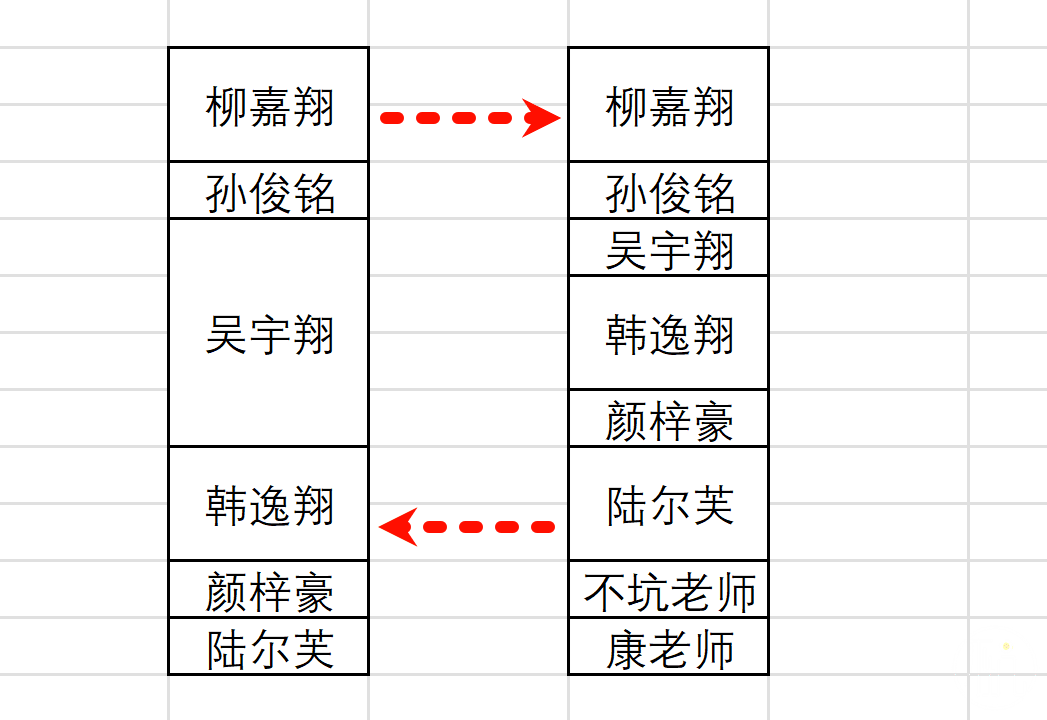 柳嘉翔
孙俊铭
吴宇翔
韩逸翔
颜梓豪
陆尔芙
柳嘉翔
孙俊铭
吴宇翔
韩逸翔
颜梓豪
陆尔芙
不坑老师
康老师